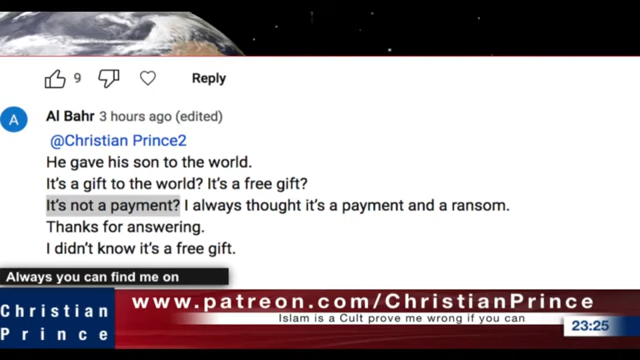 9 Reply
A Al Bahr 3 hours ago (edited)
@Christian Prince2
He gave his son to the world.
It's a gift to the world? It's a free gift?
It's not a payment? I always thought it's a payment and a ransom.
Thanks for answering.
I didn't know it's a free gift.
Always you can find me on
Christian
Prince
www.patreon.com/ChristianPrince
Islam is a Cult prove me wrong if you can
23:25